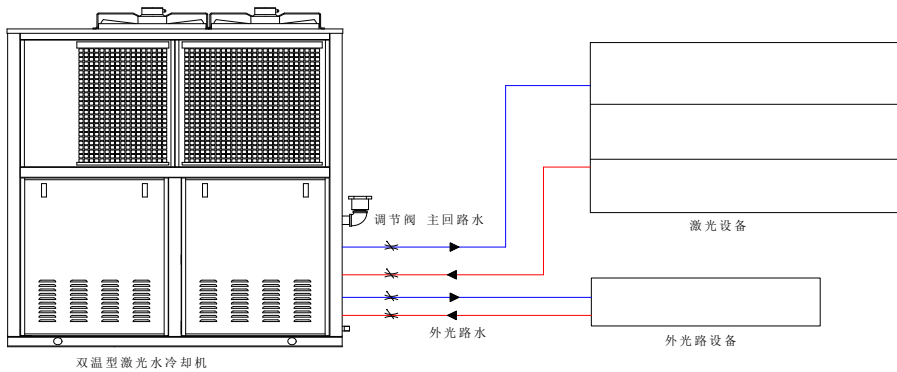 调节阀 主回路水
激光设备
外光路水
外光路设备
双温型激光水冷却机